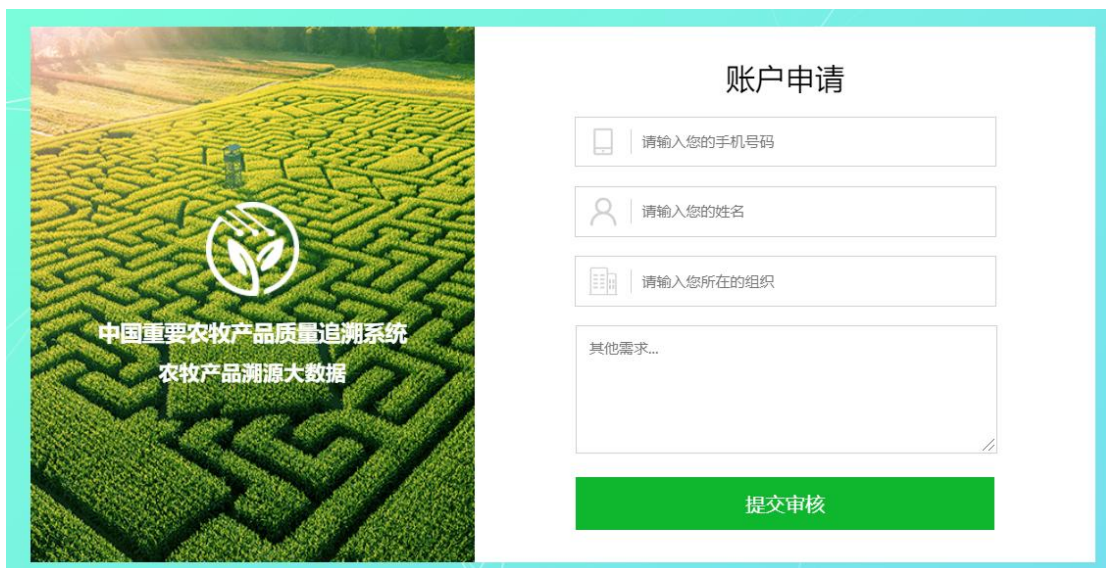 账户申请
请输入您的手机号码
请输入您的姓名
请输入您所在的组织
其他需求...
提交审核
中国重要农牧产品质量追溯系统
农牧产品溯源大数据